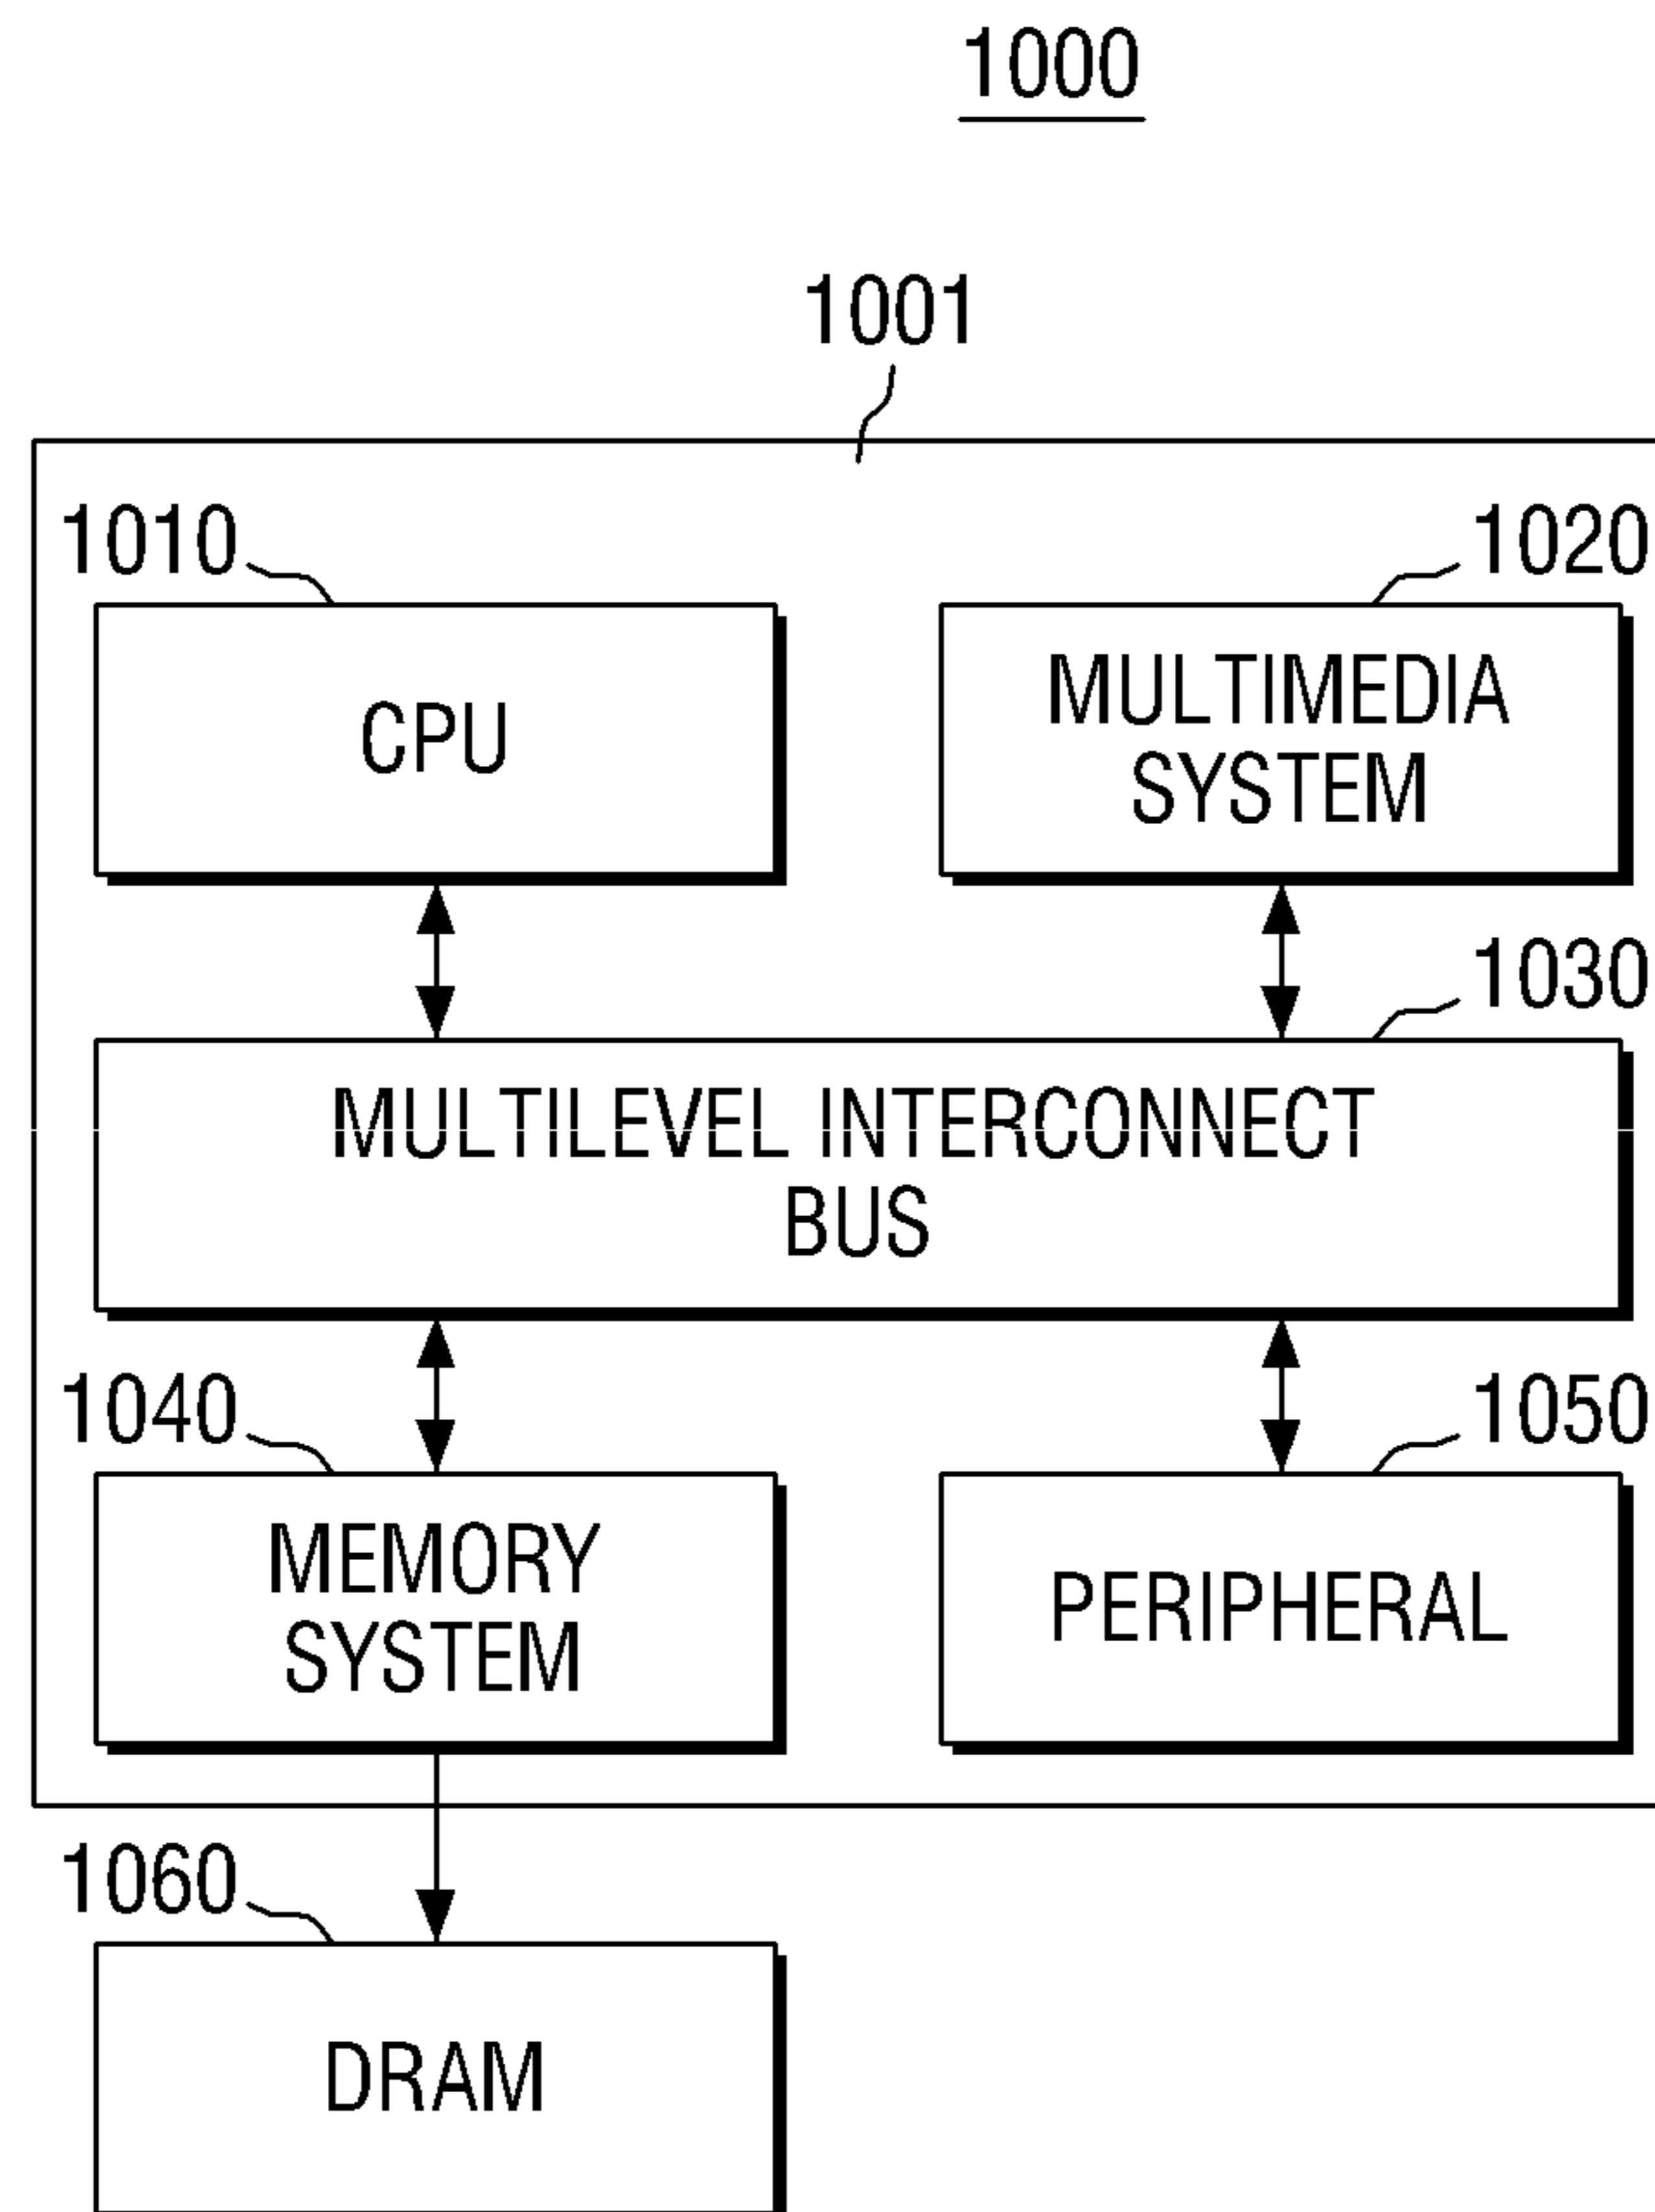 1000
1001
1010
1020
CPU
MULTIMEDIA
SYSTEM
1030
MULTILEVEL INTERCONNECT
BUS
1040
1050
MEMORY
SYSTEM
PERIPHERAL
1060
DRAM